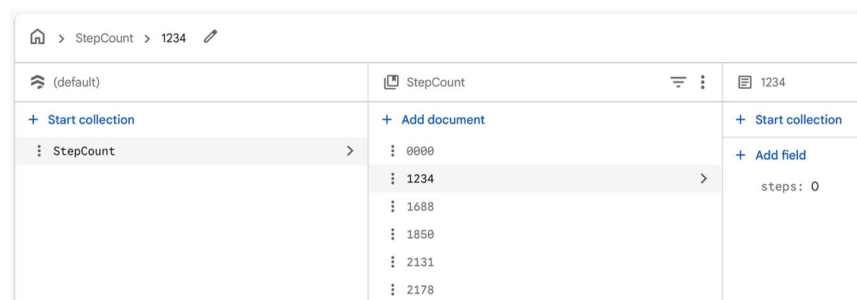 StepCount > 1234
(default)
StepCount
1234
+ Start collection
+ Add document
+ Start collection
StepCount
0000
1234
1688
1850
2131
2178
+ Add field
steps: 0